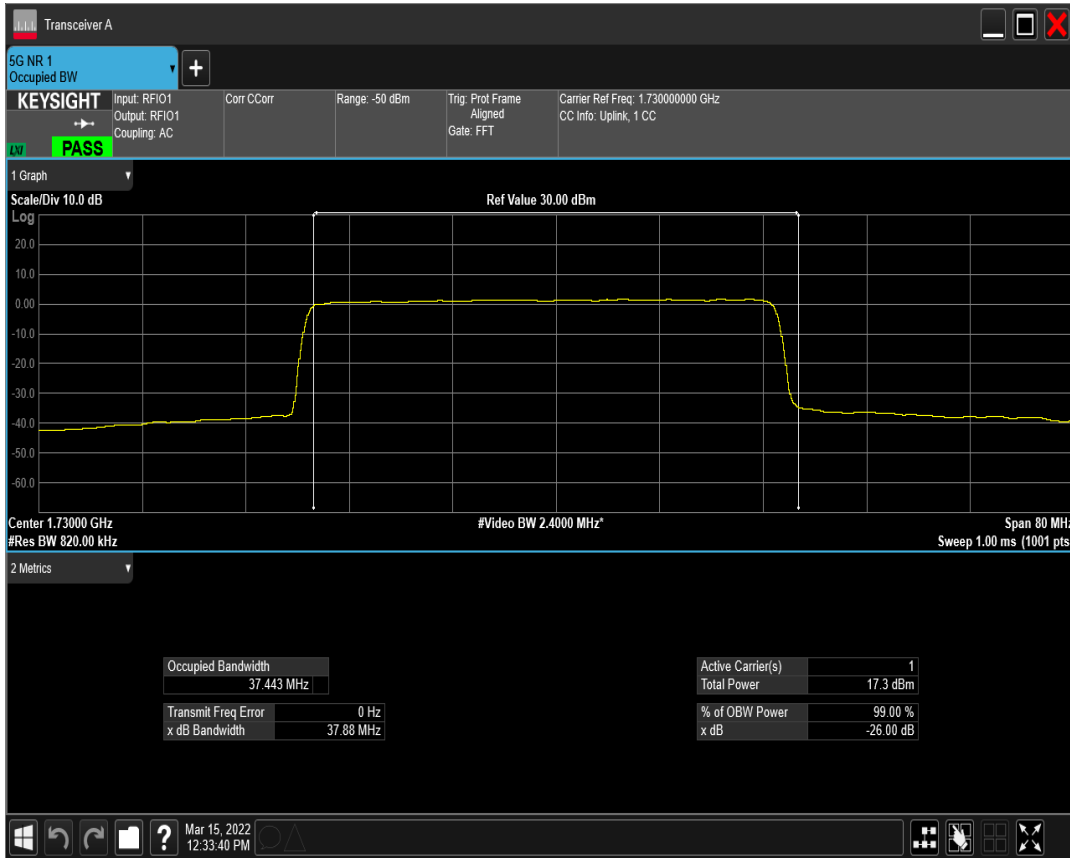 Transceiver A
5G NR 1
Occupied BW
KEYSIGHT
Input: RFIO1
Output: RFIO1
Coupling: AC
Corr CCorr
Range: -50 dBm
Trig: Prot Frame
Aligned
Gate: FFT
Carrier Ref Freq: 1.730000000 GHz
CC Info: Uplink, 1 CC
LXI
PASS
1 Graph
Scale/Div 10.0 dB
Ref Value 30.00 dBm
Log
20.0
10.0
0.00
-10.0
-20.0
-30.0
-40.0
-50.0
-60.0
Center 1.73000 GHz
#Video BW 2.4000 MHz*
Span 80 MHz
#Res BW 820.00 kHz
Sweep 1.00 ms (1001 pts
2 Metrics
Occupied Bandwidth
37.443 MHz
Transmit Freq Error 0 Hz
x dB Bandwidth 37.88 MHz
Active Carrier(s) 1
Total Power 17.3 dBm
% of OBW Power 99.00 %
x dB -26.00 dB
?
Mar 15, 2022
12:33:40 PM